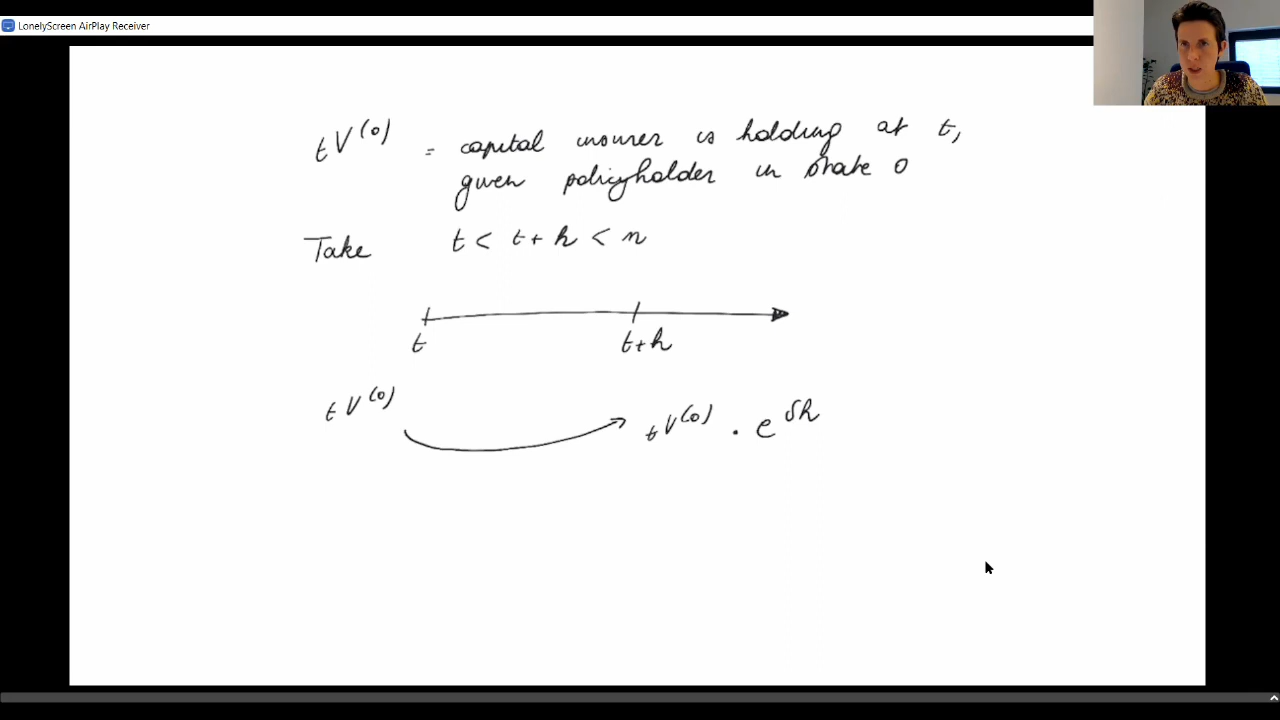 LonelyScreen AirPlay Receiver
tV^(0) = capital insurer is holding at t,
given policyholder in state 0
Take t < t+h < n
t t+h
tV^(0) tV^(0) . e^δh